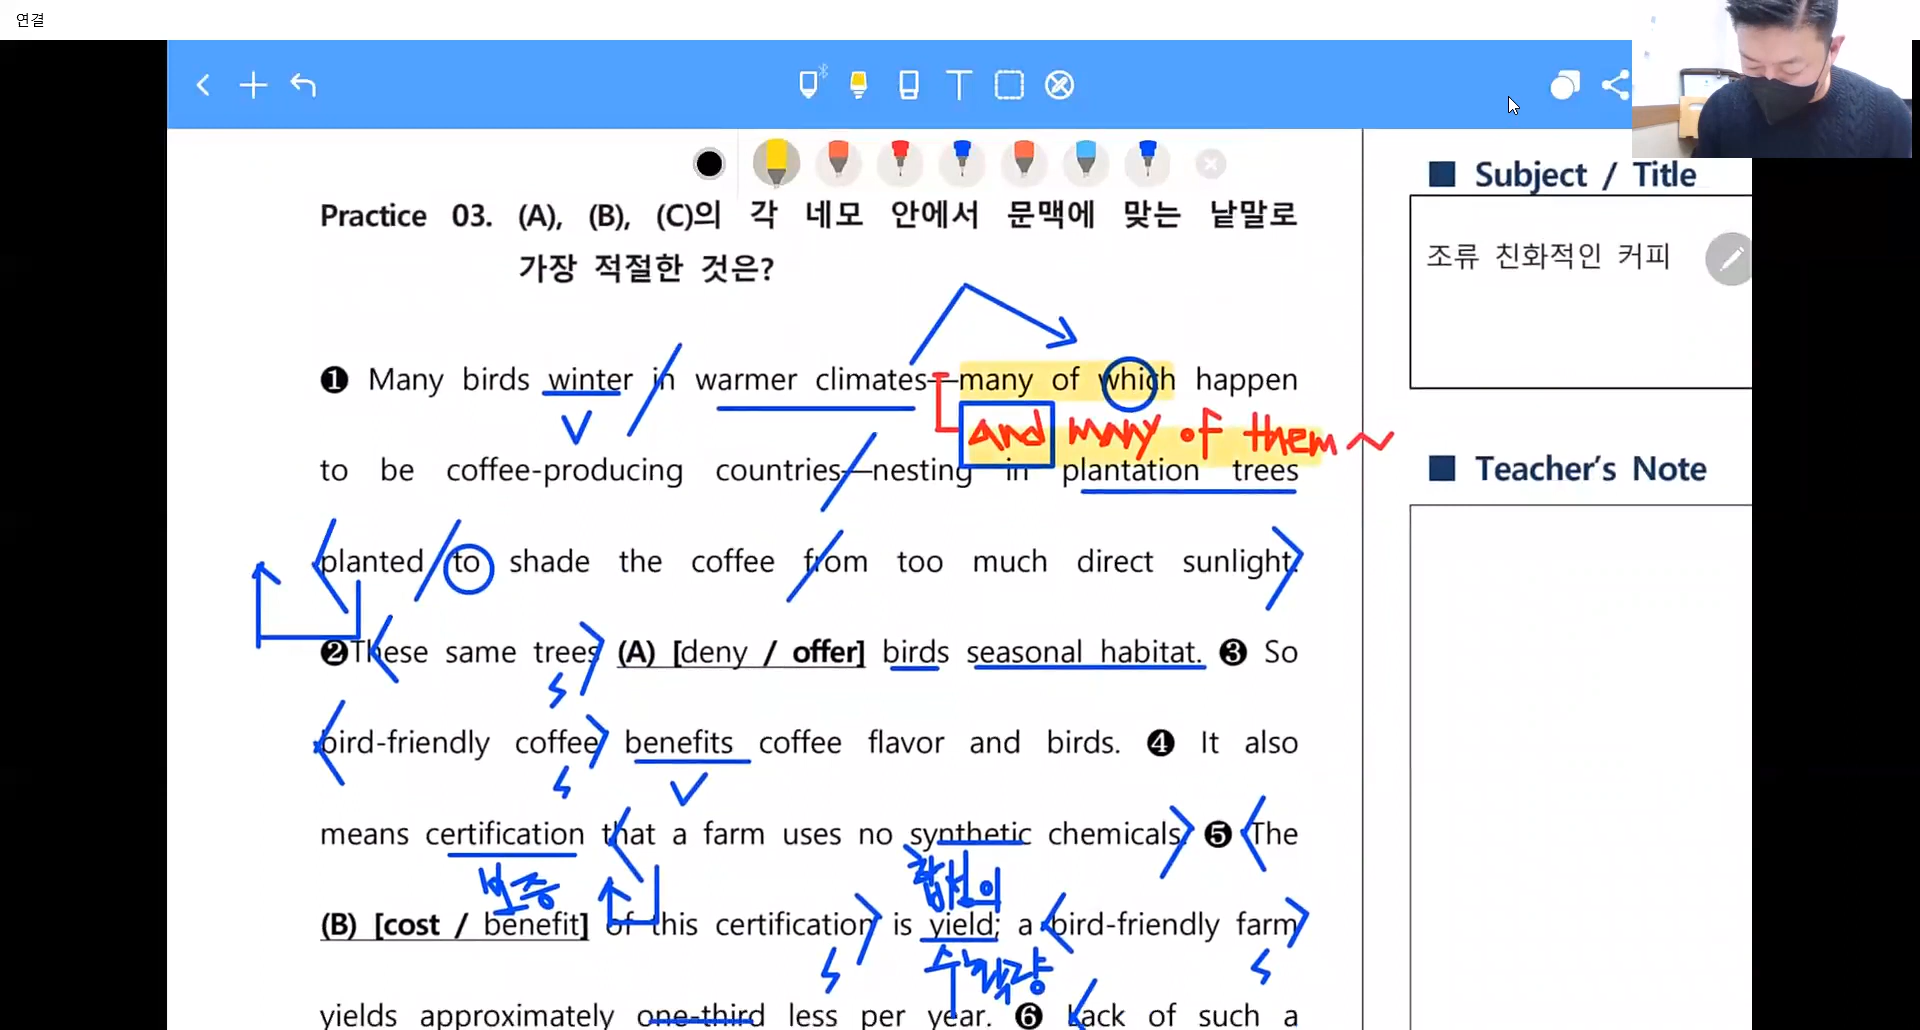 연결
Practice 03. (A), (B), (C)의 각 네모 안에서 문맥에 맞는 낱말로
가장 적절한 것은?
❶ Many birds winter in warmer climates—many of which happen
And many of them ~
to be coffee-producing countries—nesting in plantation trees
planted to shade the coffee from too much direct sunlight.
❷These same trees (A) [deny / offer] birds seasonal habitat. ❸ So
bird-friendly coffee benefits coffee flavor and birds. ❹ It also
means certification that a farm uses no synthetic chemicals. ❺ The
보증 합성의
(B) [cost / benefit] of this certification is yield; a bird-friendly farm
수확량
yields approximately one-third less per year. ❻ Lack of such a
■ Subject / Title
조류 친화적인 커피
■ Teacher's Note